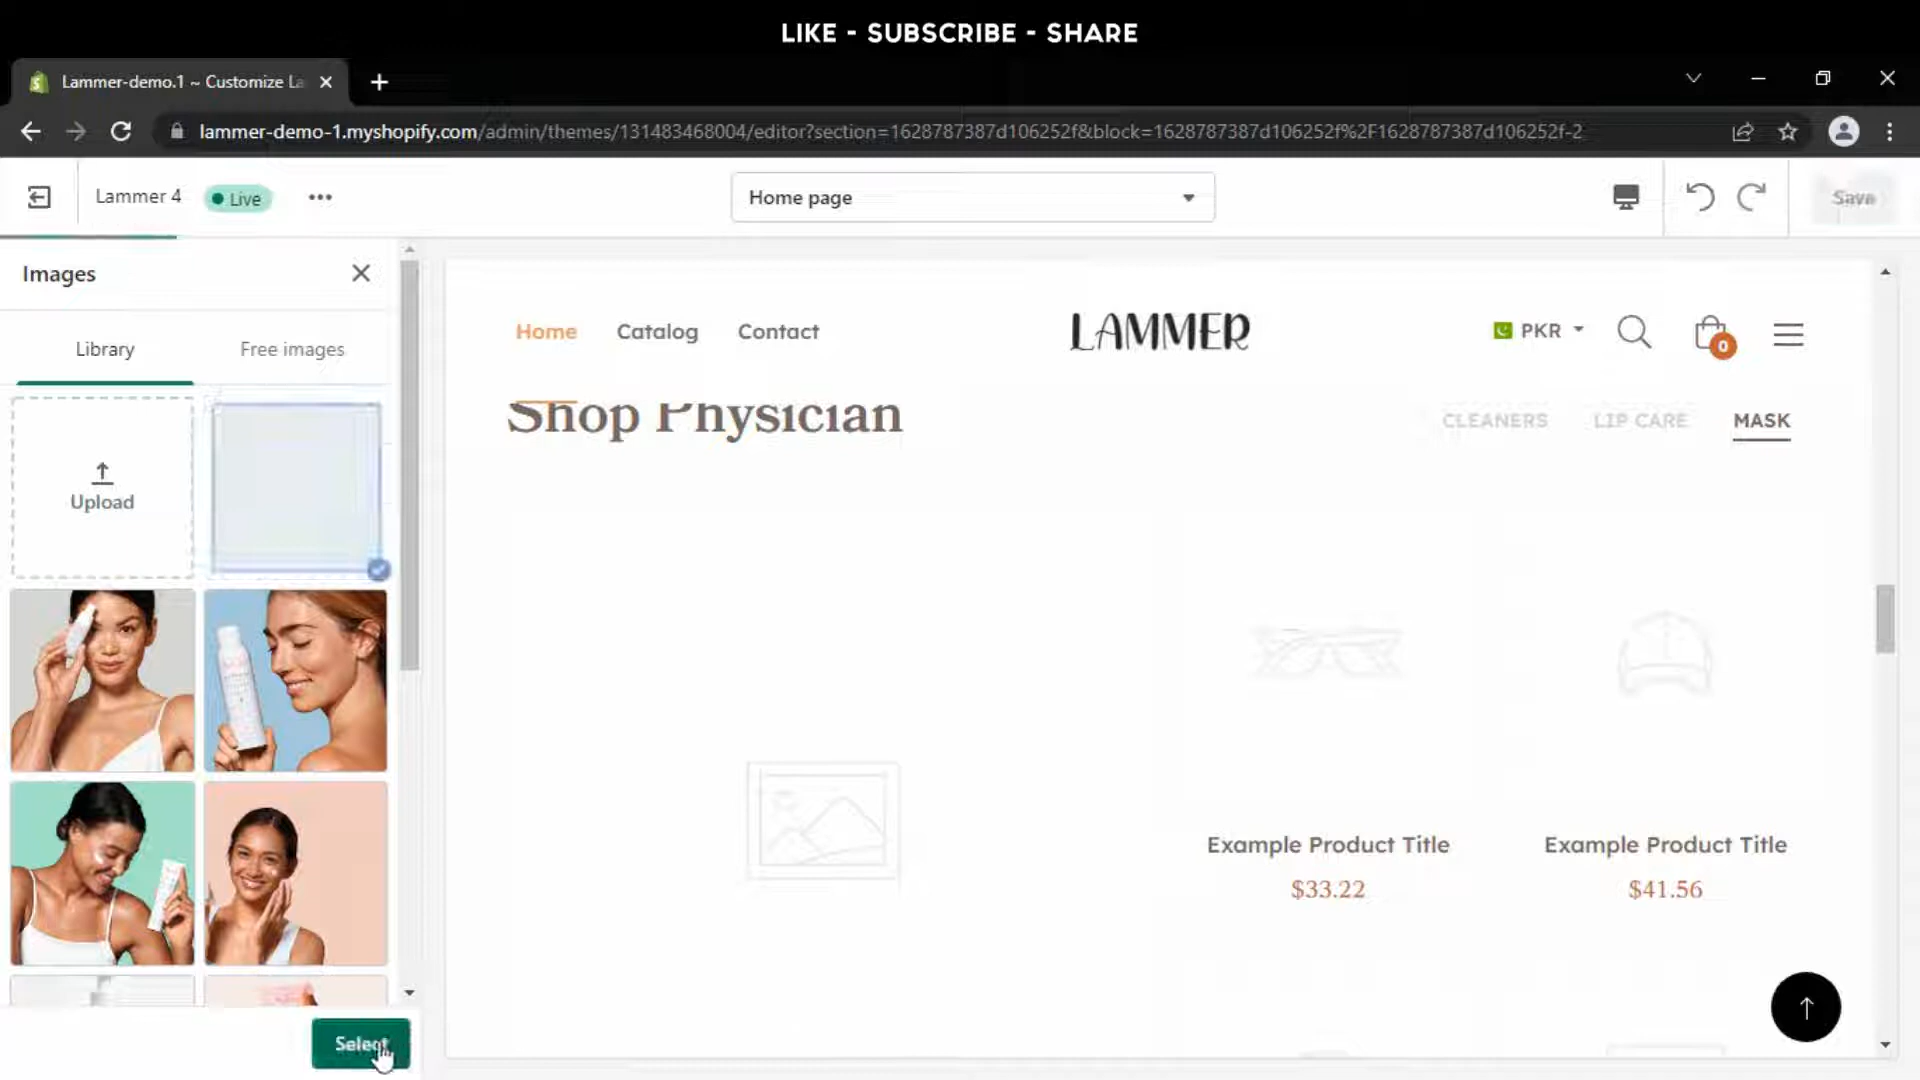 LIKE - SUBSCRIBE - SHARE
Lammer-demo.1 ~ Customize La
lammer-demo-1.myshopify.com/admin/themes/131483468004/editor?section=1628787387d106252f&block=1628787387d106252f%2F1628787387d106252f-2
Lammer 4
Live
Home page
Save
Images
Library
Free images
Upload
Select
Home
Catalog
Contact
LAMMER
PKR
0
Shop Physician
CLEANERS
LIP CARE
MASK
Example Product Title
$33.22
Example Product Title
$41.56